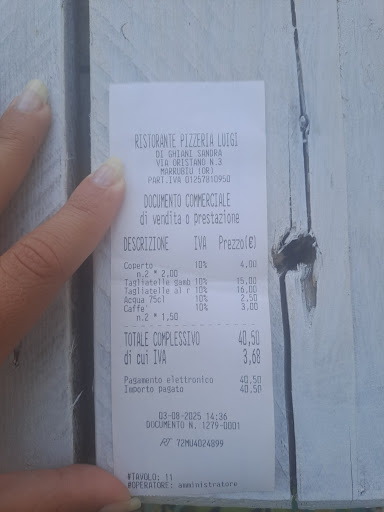 RISTORANTE PIZZERIA LUIGI
DI GHIANI SANDRA
VIA ORISTANO N.3
MARRUBIU (OR)
PART.IVA 01257810950
DOCUMENTO COMMERCIALE
di vendita o prestazione
DESCRIZIONE IVA Prezzo(€)
Coperto 10% 4,00
n.2 * 2,00
Tagliatelle gamb 10% 15,00
Tagliatelle al r 10% 16,00
Acqua 75cl 10% 2,50
Caffe' 10% 3,00
n.2 * 1,50
TOTALE COMPLESSIVO 40,50
di cui IVA 3,68
Pagamento elettronico 40,50
Importo pagato 40,50
03-08-2025 14:36
DOCUMENTO N. 1279-0001
RT 72MU4024899
#TAVOLO: 11
#OPERATORE: amministratore